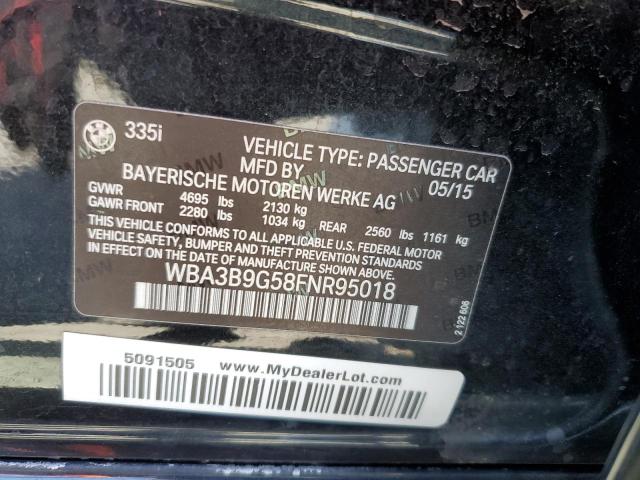 335i
VEHICLE TYPE: PASSENGER CAR
MFD BY 05/15
BAYERISCHE MOTOREN WERKE AG
GVWR 4695 lbs 2130 kg
GAWR FRONT 2280 lbs 1034 kg REAR 2560 lbs 1161 kg
THIS VEHICLE CONFORMS TO ALL APPLICABLE U.S. FEDERAL MOTOR
VEHICLE SAFETY, BUMPER AND THEFT PREVENTION STANDARDS
IN EFFECT ON THE DATE OF MANUFACTURE SHOWN ABOVE.
WBA3B9G58FNR95018
2 122 606
5091505 www.MyDealerLot.com